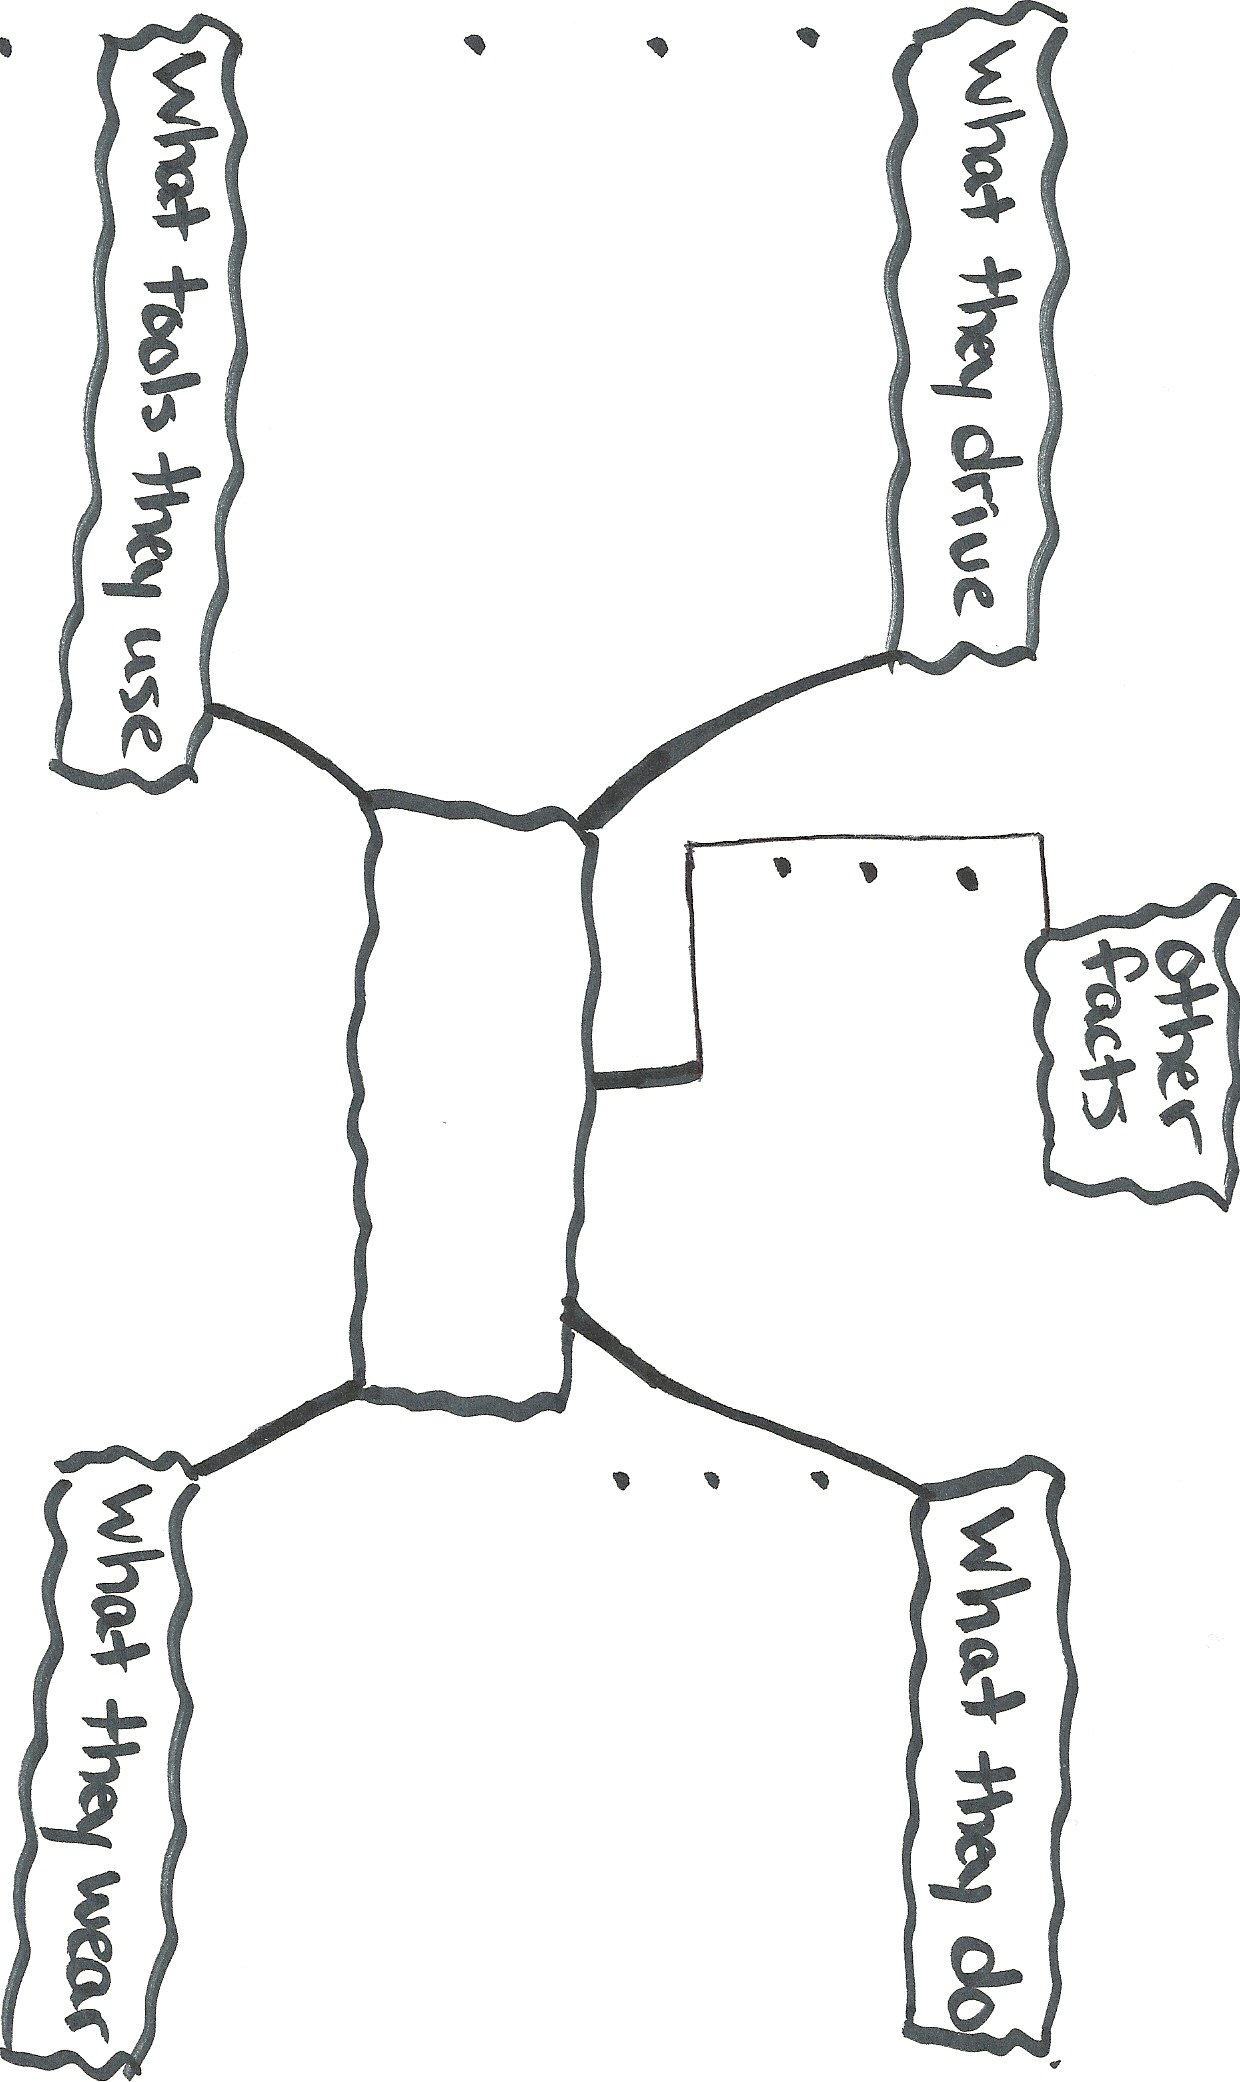 What they drive
Other
facts
What they do
What tools they use
What they wear